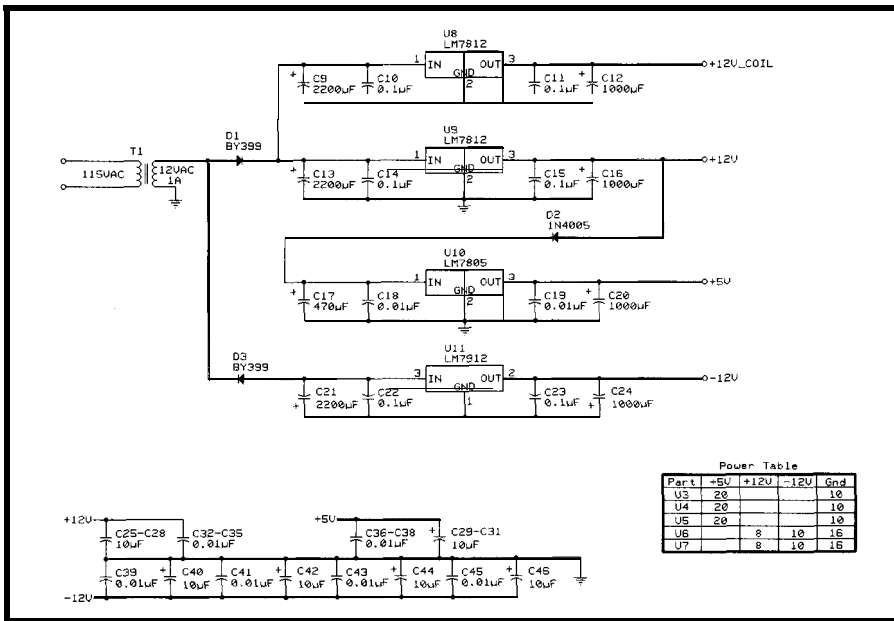 U8
LM7812
1 IN OUT 3
GND
2
+ C9
2200µF
C10
0.1µF
C11
0.1µF
+ C12
1000µF
+12V_COIL
D1
BY399
T1
115VAC
12VAC
1A
U9
LM7812
1 IN OUT 3
GND
2
+ C13
2200µF
C14
0.1µF
C15
0.1µF
+ C16
1000µF
+12V
D2
1N4005
U10
LM7805
1 IN OUT 3
GND
2
+ C17
470µF
C18
0.01µF
C19
0.01µF
+ C20
1000µF
+5V
D3
BY399
U11
LM7912
3 IN OUT 2
GND
1
C21
+ 2200µF
C22
0.1µF
C23
0.1µF
C24
+ 1000µF
-12V
Power Table
Part +5V +12V -12V Gnd
U3 20 10
U4 20 10
U5 20 10
U6 8 10 16
U7 8 10 16
+12V
C25-C28
10µF
C32-C35
0.01µF
+5V
C36-C38
0.01µF
+ C29-C31
10µF
C39
0.01µF
+ C40
10µF
C41
0.01µF
+ C42
10µF
C43
0.01µF
+ C44
10µF
C45
0.01µF
+ C46
10µF
-12V